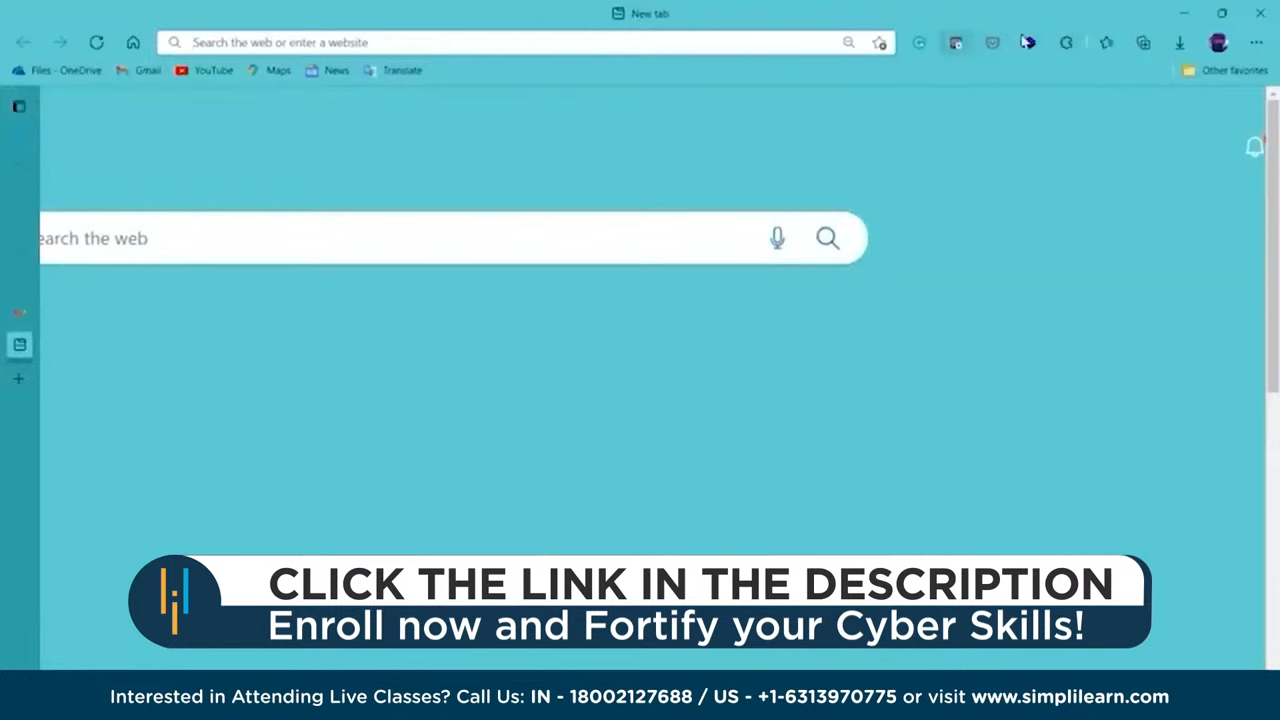 New tab
Search the web or enter a website
Files - OneDrive Gmail YouTube Maps News Translate Other favorites
earch the web
CLICK THE LINK IN THE DESCRIPTION
Enroll now and Fortify your Cyber Skills!
Interested in Attending Live Classes? Call Us: IN - 18002127688 / US - +1-6313970775 or visit www.simplilearn.com